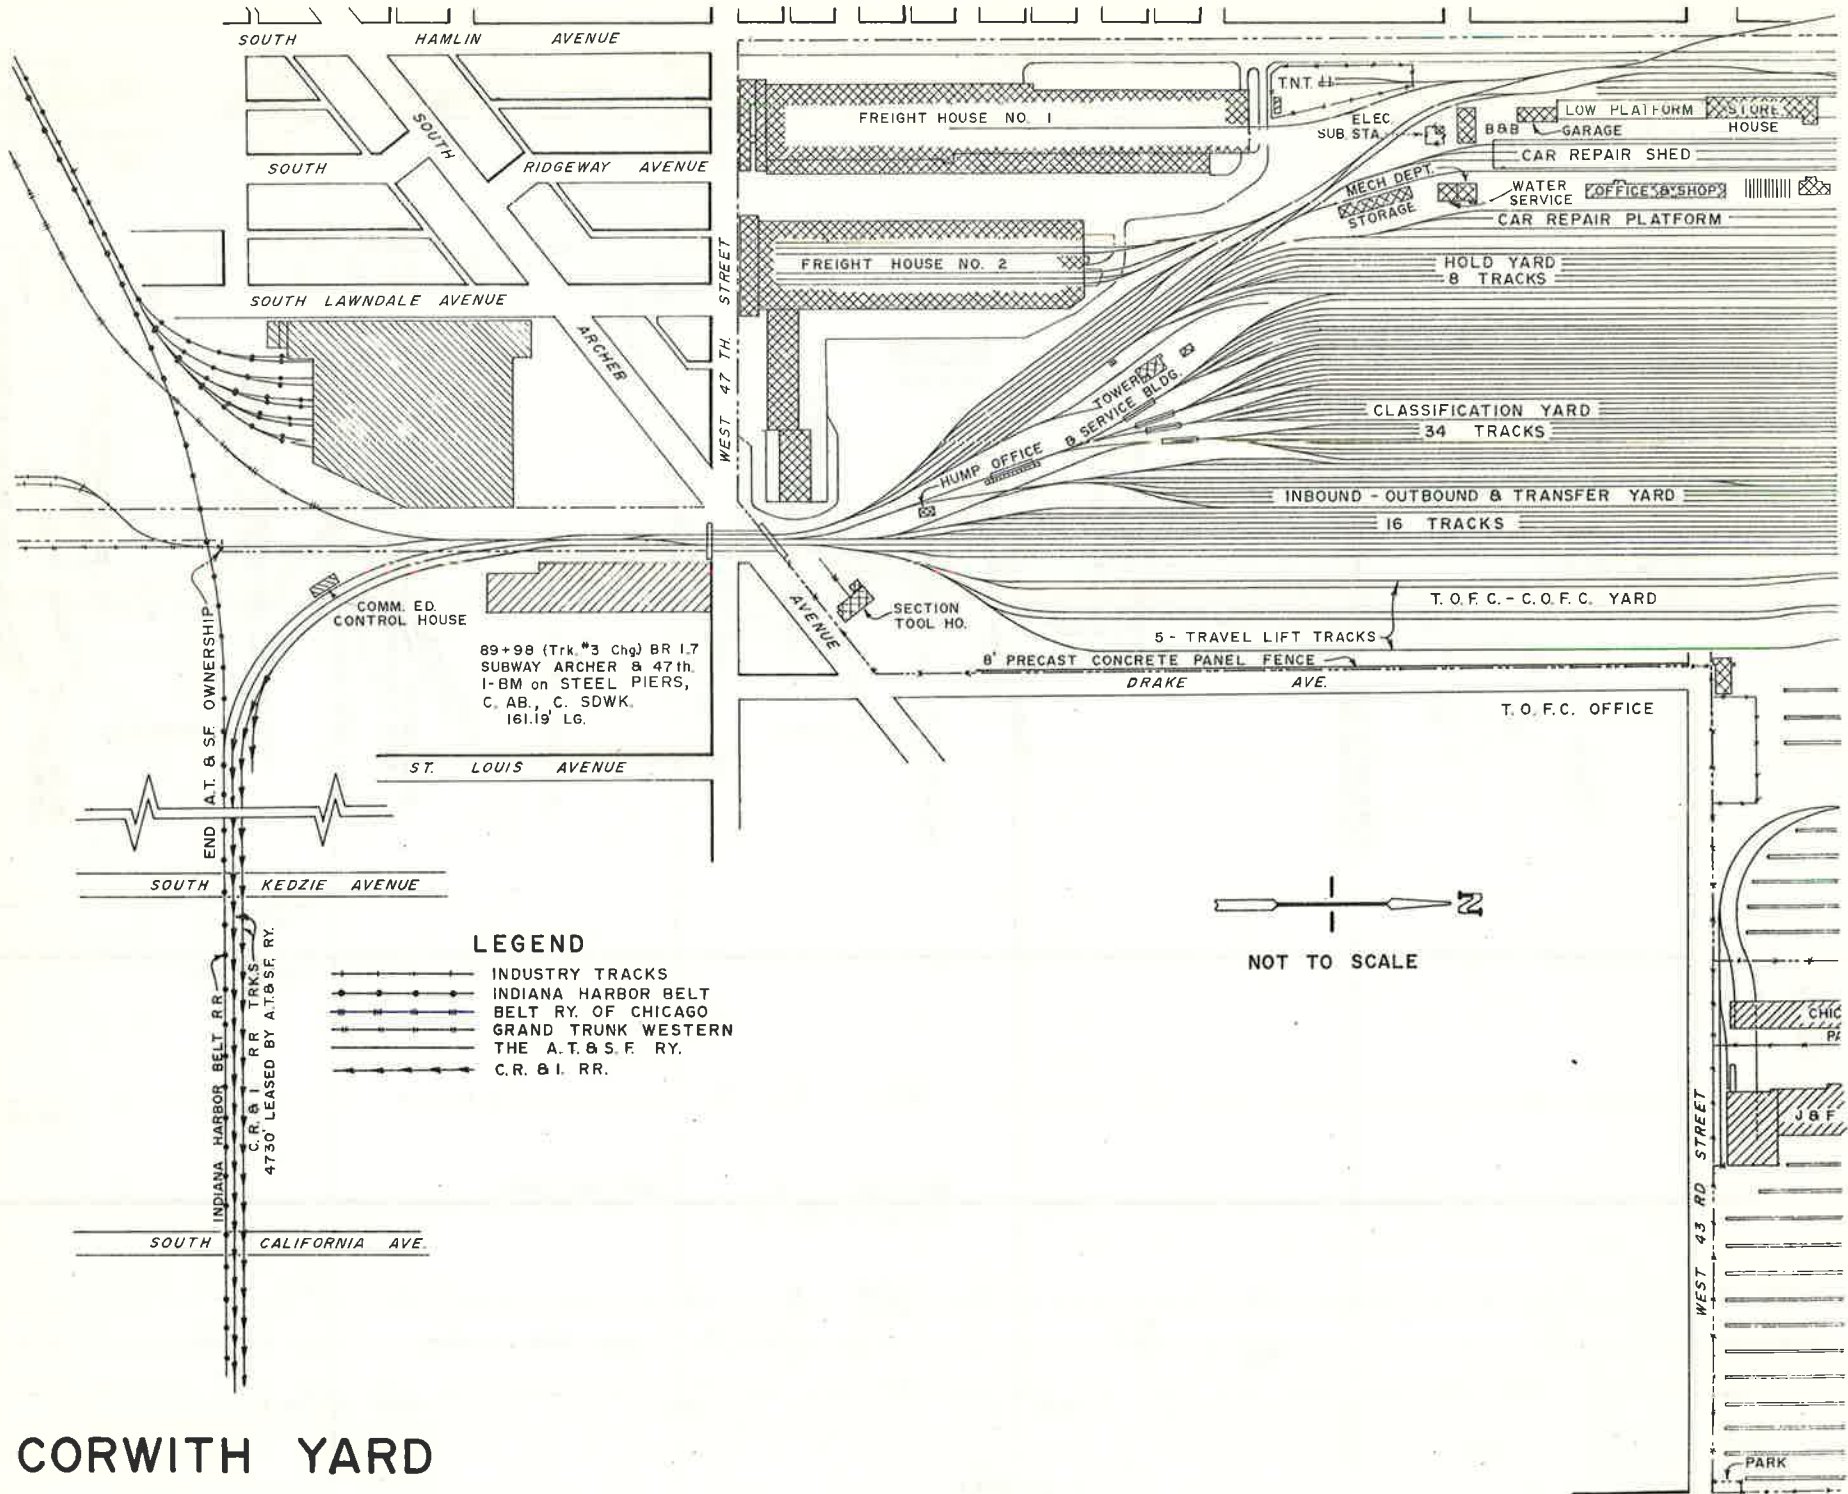 SOUTH HAMLIN AVENUE
SOUTH
SOUTH RIDGEWAY AVENUE
SOUTH LAWNDALE AVENUE
ARCHER
WEST 47 TH. STREET
FREIGHT HOUSE NO. 1
FREIGHT HOUSE NO. 2
T.N.T.
ELEC.
SUB. STA.
B&B
LOW PLATFORM
GARAGE
STORE
HOUSE
CAR REPAIR SHED
MECH DEPT.
STORAGE
WATER
SERVICE
OFFICE & SHOP
CAR REPAIR PLATFORM
HOLD YARD
8 TRACKS
TOWER
& SERVICE BLDG.
HUMP OFFICE
CLASSIFICATION YARD
34 TRACKS
INBOUND - OUTBOUND & TRANSFER YARD
16 TRACKS
T.O.F.C. - C.O.F.C. YARD
5 - TRAVEL LIFT TRACKS
8' PRECAST CONCRETE PANEL FENCE
DRAKE AVE.
T.O.F.C. OFFICE
AVENUE
SECTION
TOOL HO.
COMM. ED.
CONTROL HOUSE
89+98 (Trk. #3 Chg.) BR 1.7
SUBWAY ARCHER & 47th.
1-BM on STEEL PIERS,
C. AB., C. SDWK.
161.19' LG.
END A.T. & S.F. OWNERSHIP
ST. LOUIS AVENUE
SOUTH KEDZIE AVENUE
INDIANA HARBOR BELT R.R.
C.R. & I. RR TRKS.
4730' LEASED BY A.T.&S.F. RY.
SOUTH CALIFORNIA AVE.
LEGEND
INDUSTRY TRACKS
INDIANA HARBOR BELT
BELT RY. OF CHICAGO
GRAND TRUNK WESTERN
THE A.T.& S.F. RY.
C.R. & I. RR.
N
NOT TO SCALE
WEST 43 RD STREET
CHIC
PA
J & F
PARK
CORWITH YARD